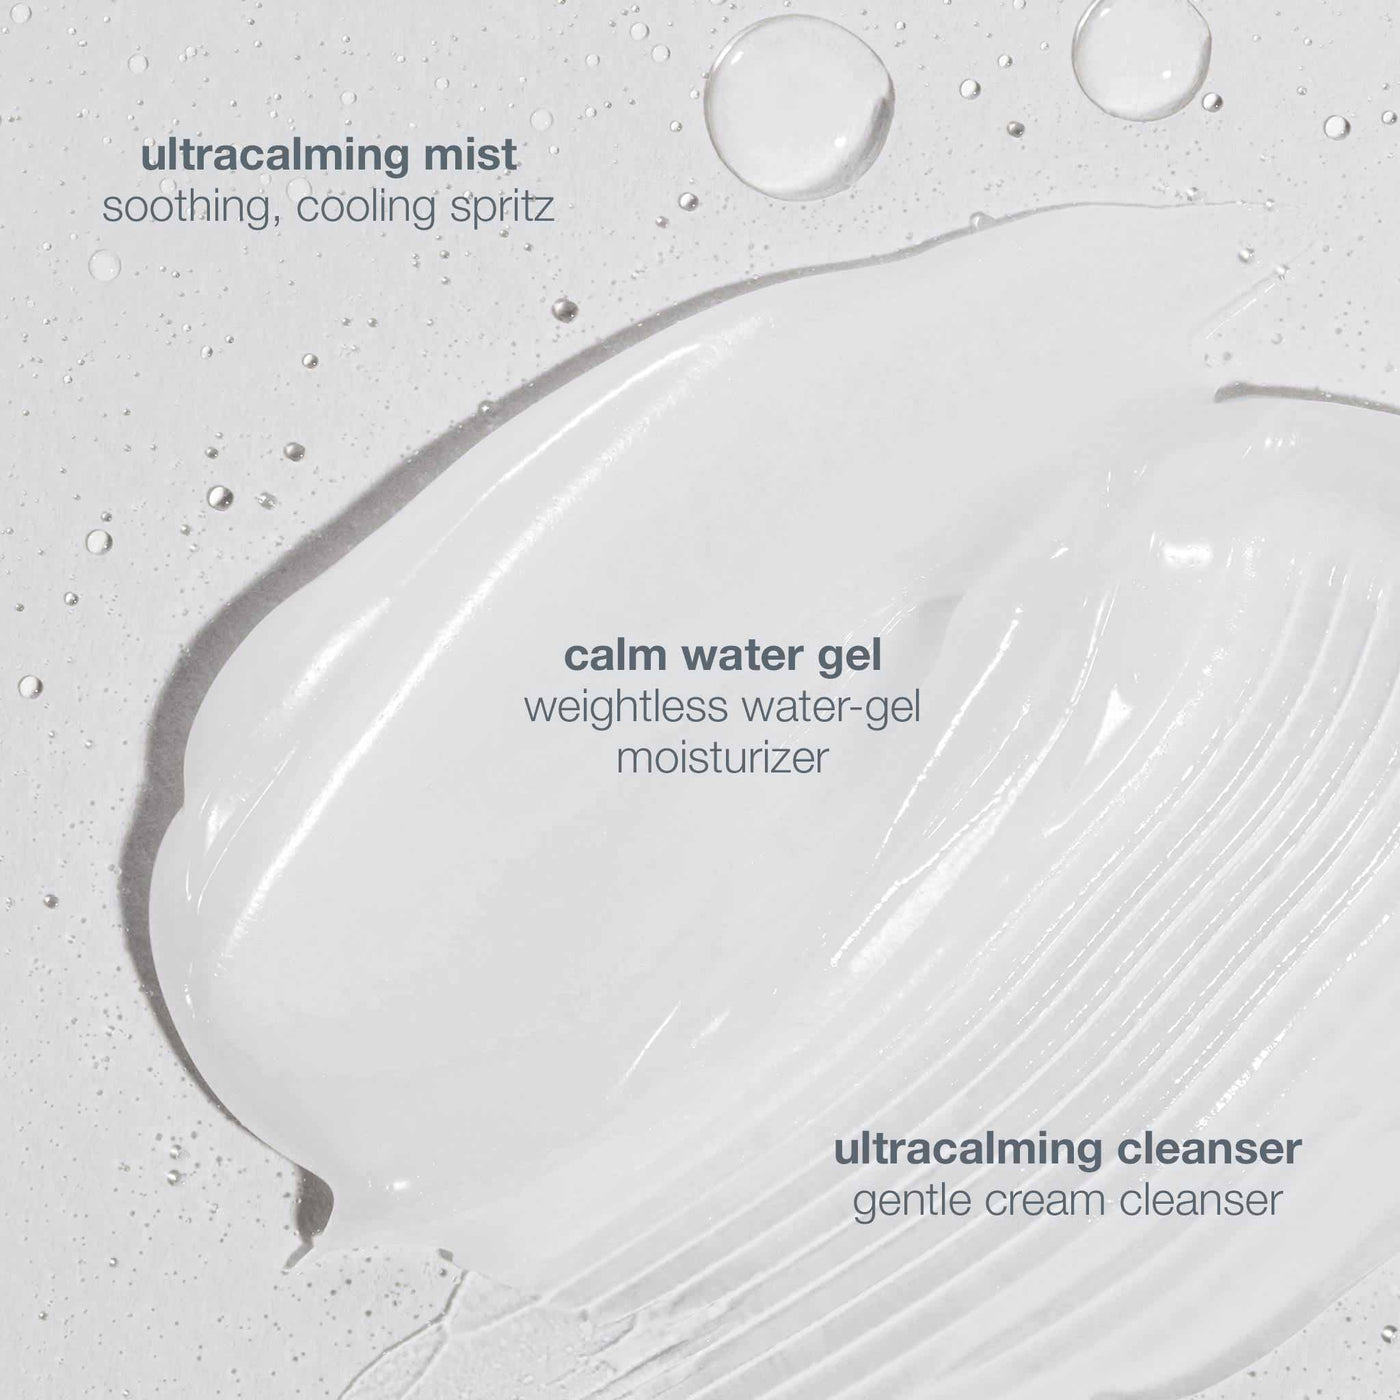 ultracalming mist
soothing, cooling spritz
calm water gel
weightless water-gel
moisturizer
ultracalming cleanser
gentle cream cleanser